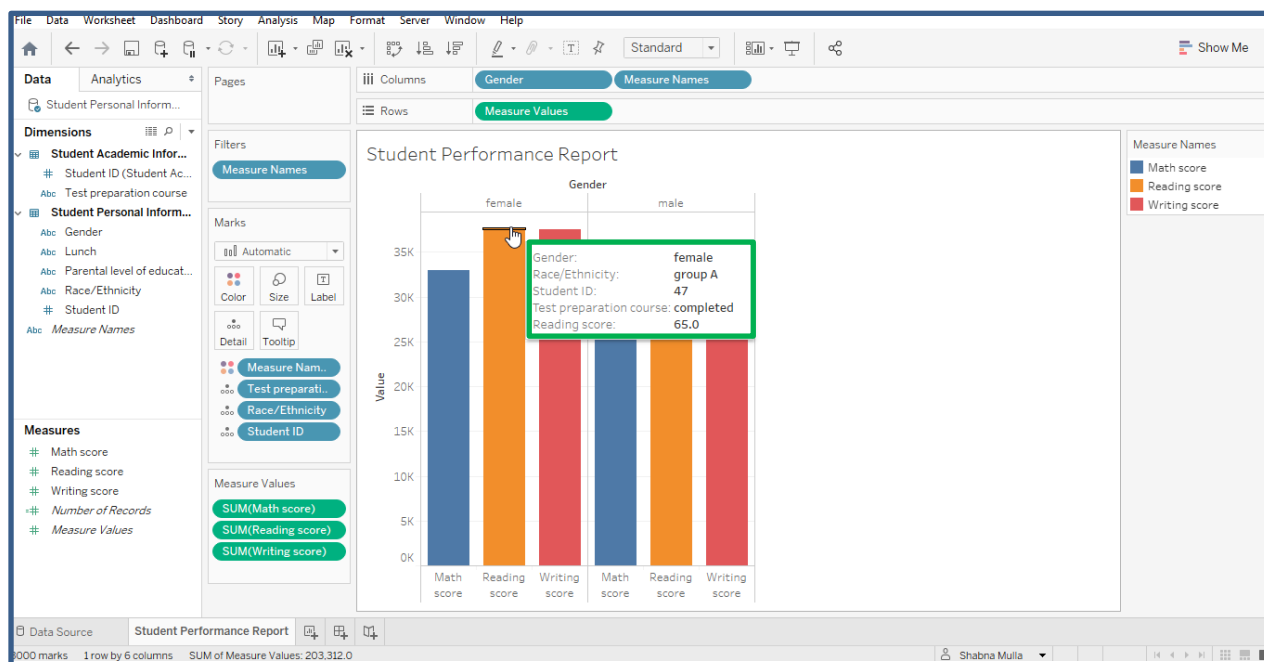 File Data Worksheet Dashboard Story Analysis Map Format Server Window Help
Standard
Show Me
Data Analytics
Student Personal Inform...
Dimensions
Student Academic Infor...
# Student ID (Student Ac...
Abc Test preparation course
Student Personal Inform...
Abc Gender
Abc Lunch
Abc Parental level of educat...
Abc Race/Ethnicity
# Student ID
Abc Measure Names
Measures
# Math score
# Reading score
# Writing score
=# Number of Records
# Measure Values
Pages
Filters
Measure Names
Marks
Automatic
Color Size Label
Detail Tooltip
Measure Nam..
Test preparati..
Race/Ethnicity
Student ID
Measure Values
SUM(Math score)
SUM(Reading score)
SUM(Writing score)
Columns Gender Measure Names
Rows Measure Values
Student Performance Report
Gender
female male
Value
35K
30K
25K
20K
15K
10K
5K
0K
Gender: female
Race/Ethnicity: group A
Student ID: 47
Test preparation course: completed
Reading score: 65.0
Math Reading Writing Math Reading Writing
score score score score score score
Measure Names
Math score
Reading score
Writing score
Data Source Student Performance Report
3000 marks 1 row by 6 columns SUM of Measure Values: 203,312.0 Shabna Mulla